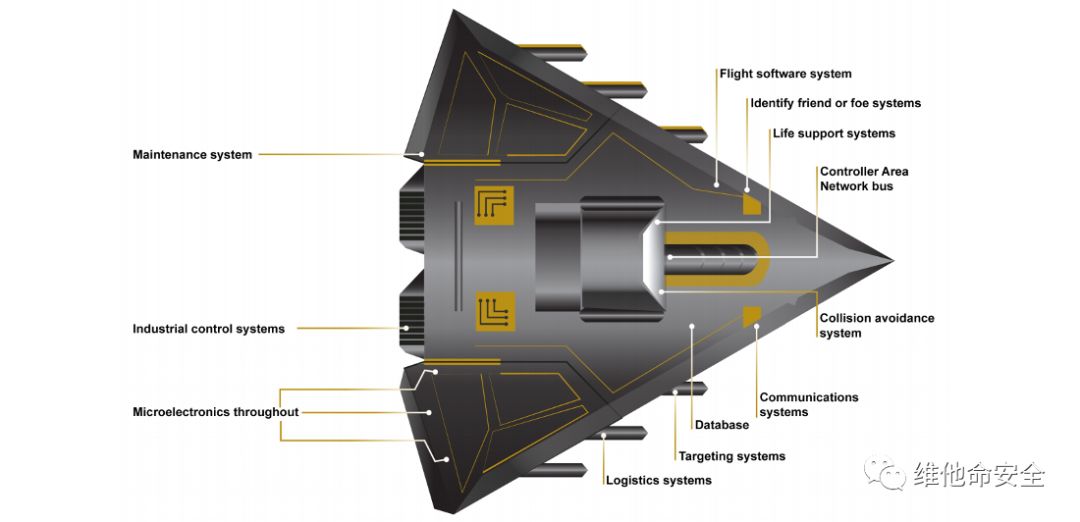 Flight software system
Identify friend or foe systems
Life support systems
Maintenance system
Controller Area
Network bus
Industrial control systems
Collision avoidance
system
Microelectronics throughout
Communications
systems
Database
Targeting systems
Logistics systems
维他命安全